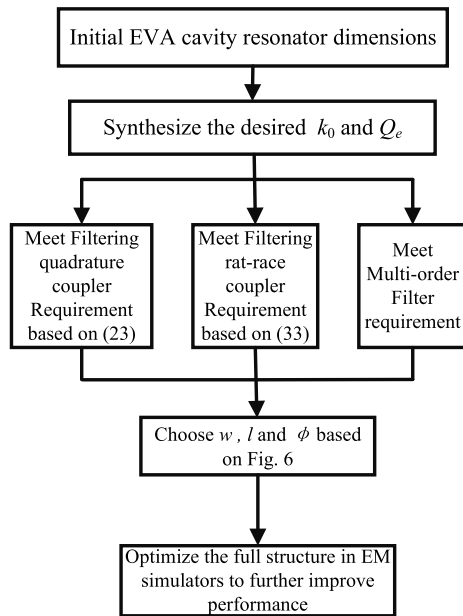 Initial EVA cavity resonator dimensions
Synthesize the desired k0 and Qe
Meet Filtering
quadrature
coupler
Requirement
based on (23)
Meet Filtering
rat-race
coupler
Requirement
based on (33)
Meet
Multi-order
Filter
requirement
Choose w , l and ϕ based
on Fig. 6
Optimize the full structure in EM
simulators to further improve
performance